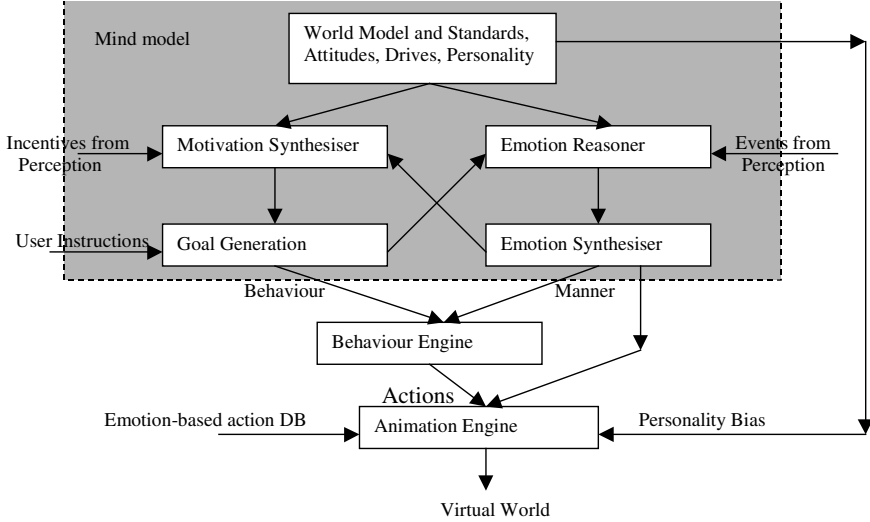 Mind model
World Model and Standards,
Attitudes, Drives, Personality
Incentives from
Perception
Motivation Synthesiser
Emotion Reasoner
Events from
Perception
User Instructions
Goal Generation
Emotion Synthesiser
Behaviour
Manner
Behaviour Engine
Actions
Emotion-based action DB
Animation Engine
Personality Bias
Virtual World